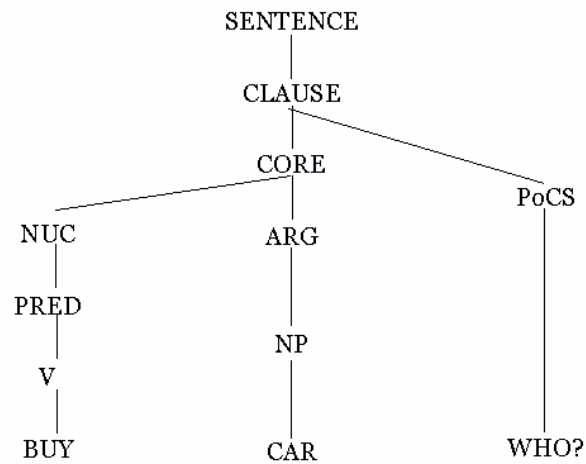 SENTENCE
CLAUSE
CORE
PoCS
NUC ARG
PRED
NP
V
BUY CAR WHO?